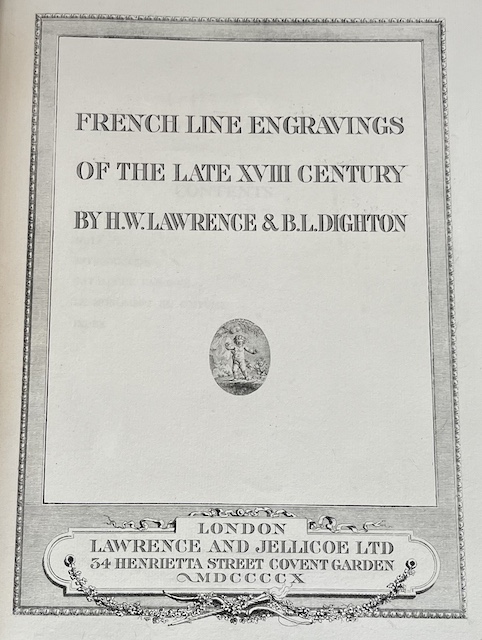 FRENCH LINE ENGRAVINGS
OF THE LATE XVIII CENTURY
BY H.W. LAWRENCE & B.L. DIGHTON
CONTENTS
LONDON
LAWRENCE AND JELLICOE LTD
34 HENRIETTA STREET COVENT GARDEN
MDCCCCX